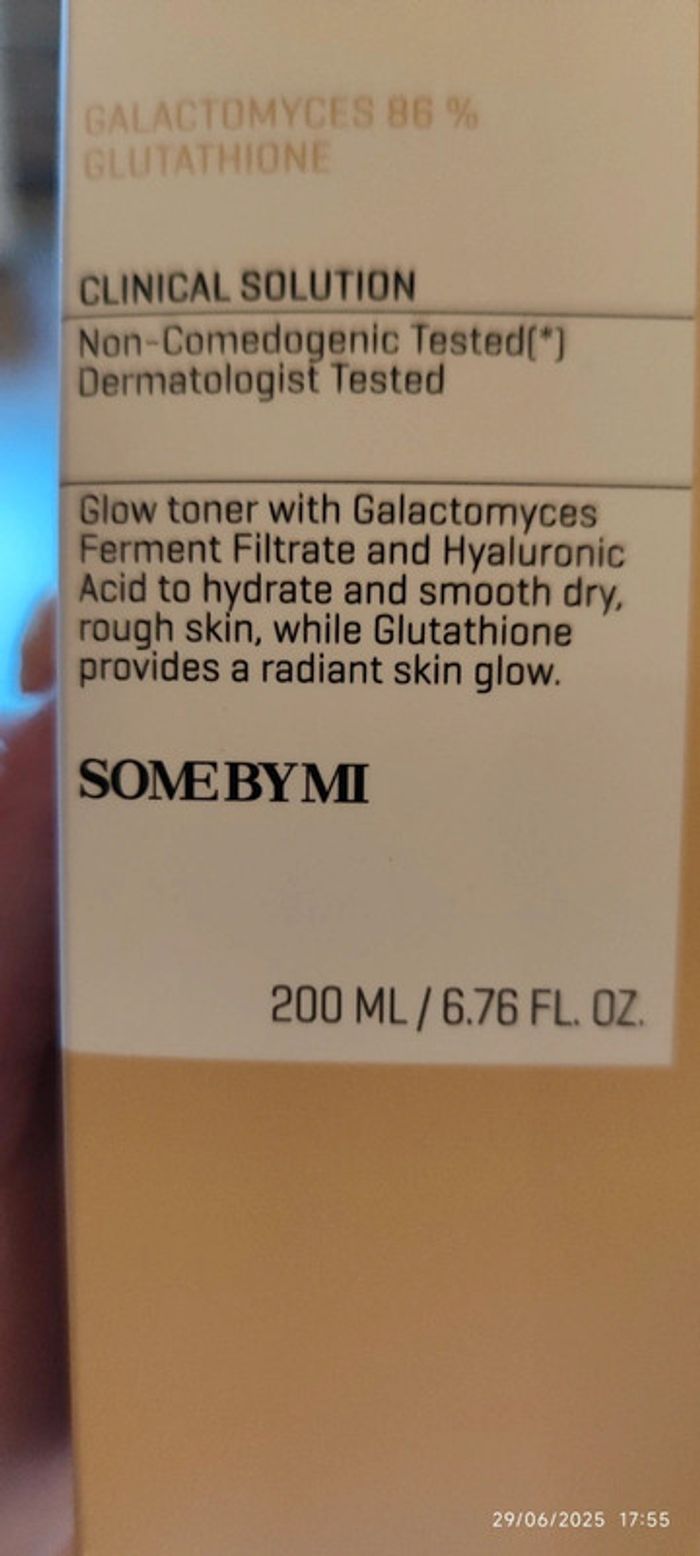 GALACTOMYCES 86 %
GLUTATHIONE
CLINICAL SOLUTION
Non-Comedogenic Tested(*)
Dermatologist Tested
Glow toner with Galactomyces
Ferment Filtrate and Hyaluronic
Acid to hydrate and smooth dry,
rough skin, while Glutathione
provides a radiant skin glow.
SOMEBYMI
200 ML / 6.76 FL. OZ.
29/06/2025 17:55